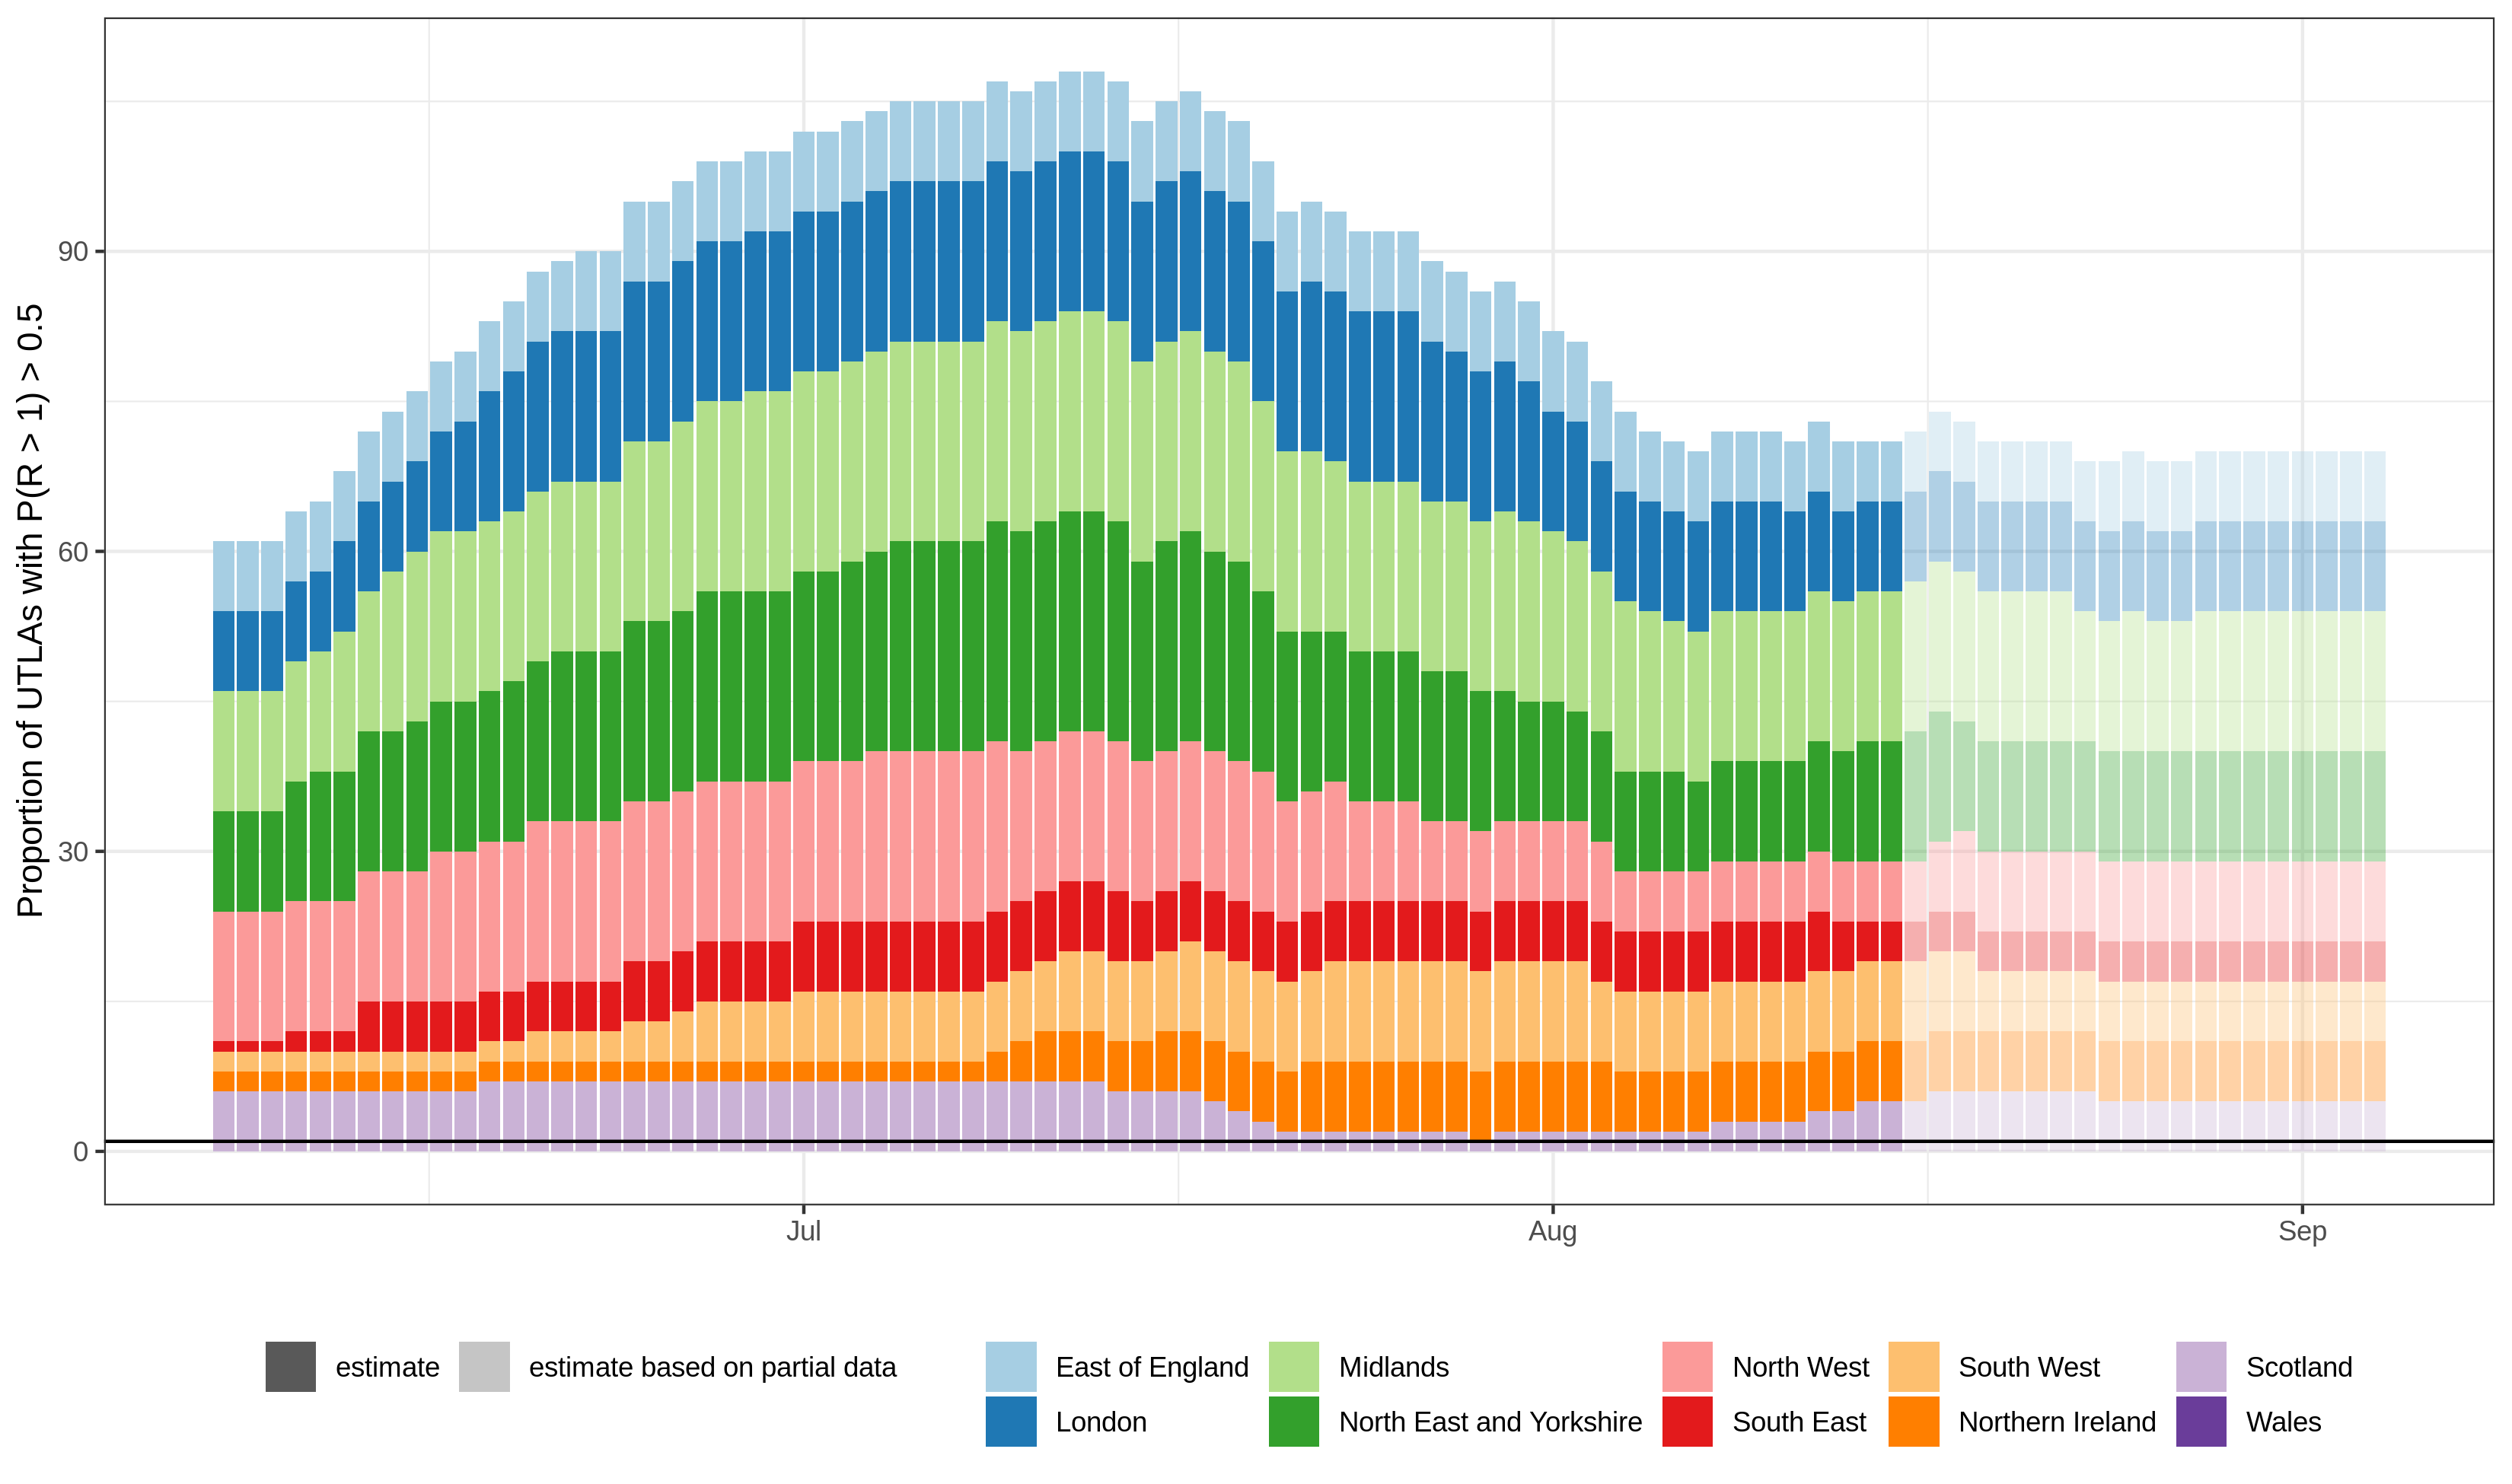 Proportion of UTLAs with P(R > 1) > 0.5
90
60
30
0
Jul Aug Sep
estimate estimate based on partial data East of England Midlands North West South West Scotland
London North East and Yorkshire South East Northern Ireland Wales